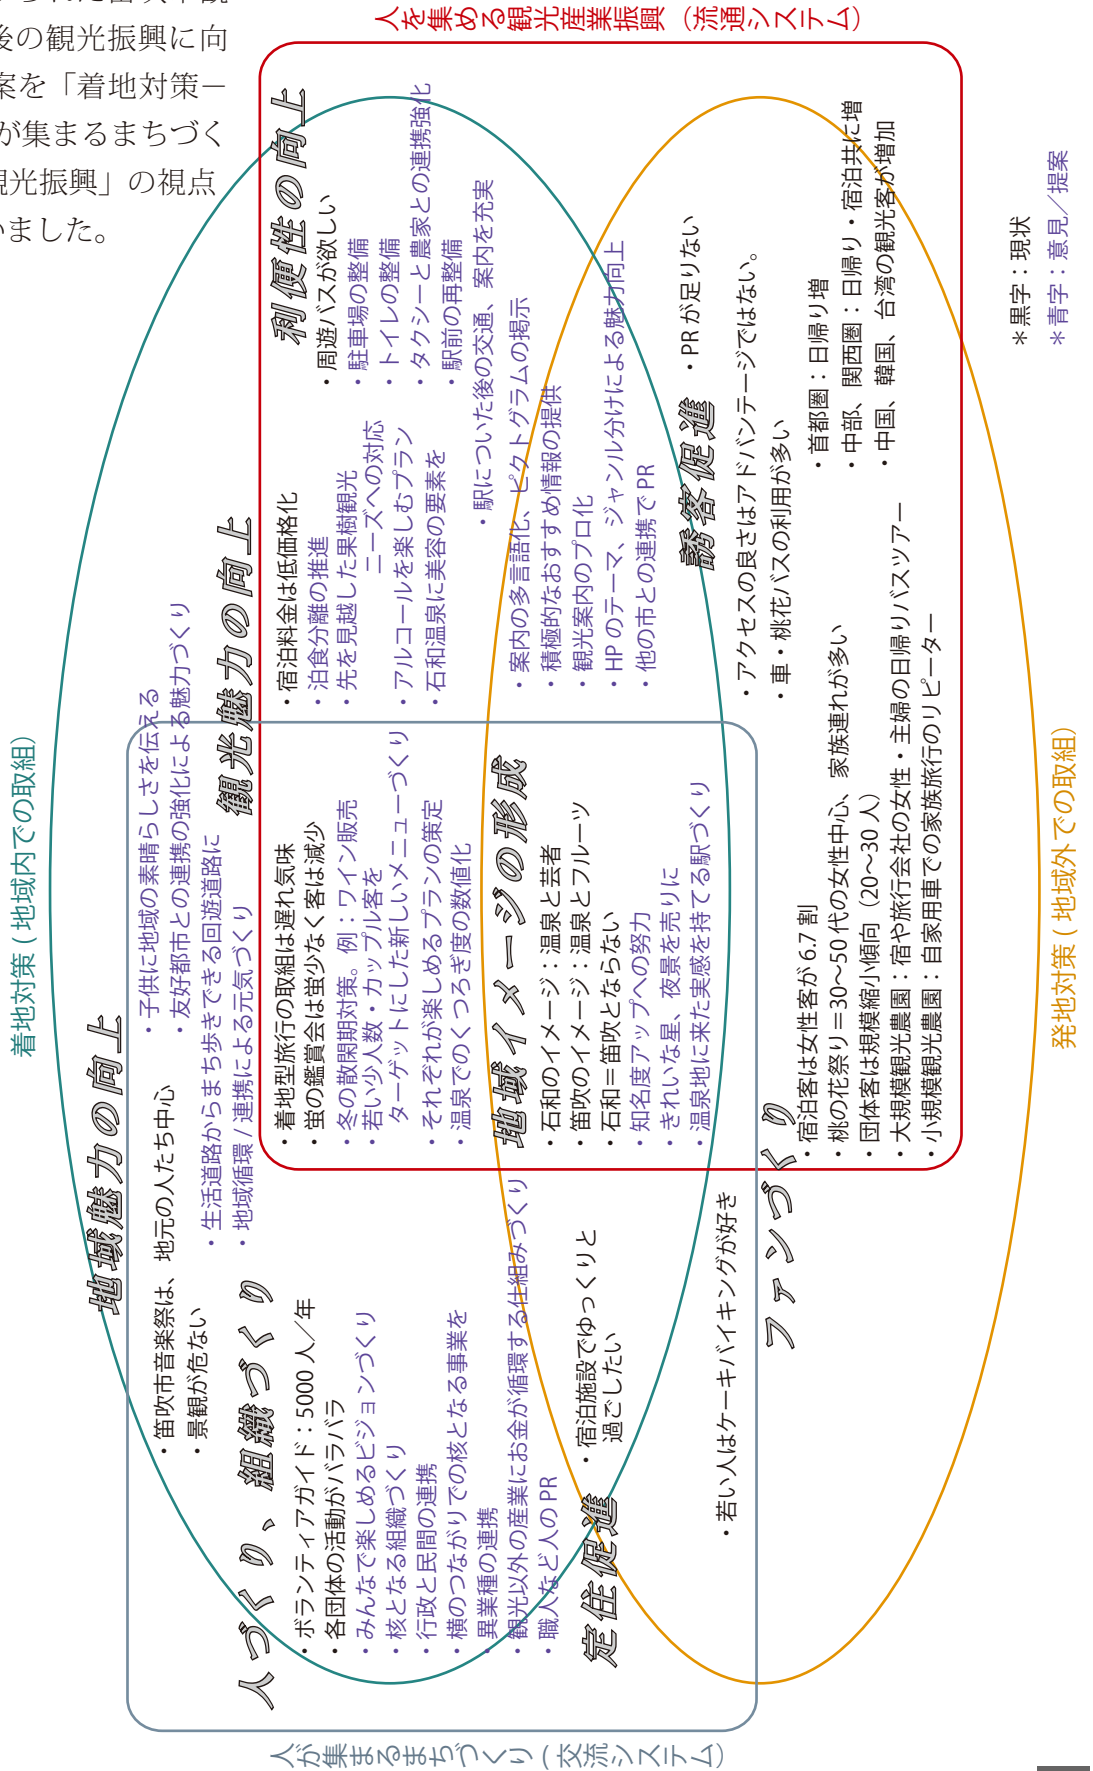 後の観光振興に向
案を「着地対策－
が集まるまちづく
観光振興」の視点
いました。
人を集める観光産業振興（流通システム）
着地対策 ( 地域内での取組)
発地対策 ( 地域外での取組)
人が集まるまちづくり ( 交流システム)
地域魅力の向上
・笛吹市音楽祭は、地元の人たち中心
・景観が危ない
・子供に地域の素晴らしさを伝える
・友好都市との連携の強化による魅力づくり
・生活道路からまち歩きできる回遊道路に
・地域循環 / 連携による元気づくり
人づくり、組織づくり
・ボランティアガイド：5000 人／年
・各団体の活動がバラバラ
・みんなで楽しめるビジョンづくり
・核となる組織づくり
・行政と民間の連携
・横のつながりでの核となる事業を
・異業種の連携
・観光以外の産業にお金が循環する仕組みづくり
・職人など人の PR
定住促進
・宿泊施設でゆっくりと
過ごしたい
・若い人はケーキバイキングが好き
観光魅力の向上
・宿泊料金は低価格化
・泊食分離の推進
・先を見越した果樹観光
ニーズへの対応
・アルコールを楽しむプラン
・石和温泉に美容の要素を
・着地型旅行の取組は遅れ気味
・蛍の鑑賞会は蛍少なく客は減少
・冬の散閑期対策。例：ワイン販売
・若い少人数・カップル客を
ターゲットにした新しいメニューづくり
・それぞれが楽しめるプランの策定
・温泉でのくつろぎ度の数値化
利便性の向上
・周遊バスが欲しい
・駐車場の整備
・トイレの整備
・タクシーと農家との連携強化
・駅前の再整備
・駅についた後の交通、案内を充実
・案内の多言語化、ピクトグラムの掲示
・積極的なおすすめ情報の提供
・観光案内のプロ化
・HP のテーマ、ジャンル分けによる魅力向上
・他の市との連携で PR
地域イメージの形成
・石和のイメージ：温泉と芸者
・笛吹のイメージ：温泉とフルーツ
・石和＝笛吹とならない
・知名度アップへの努力
・きれいな星、夜景を売りに
・温泉地に来た実感を持てる駅づくり
誘客促進
・PR が足りない
・アクセスの良さはアドバンテージではない。
・車・桃花バスの利用が多い
・首都圏：日帰り増
・中部、関西圏：日帰り・宿泊共に増
・中国、韓国、台湾の観光客が増加
ファンづくり
・宿泊客は女性客が 6.7 割
・桃の花祭り＝30～50 代の女性中心、家族連れが多い
・団体客は規模縮小傾向（20～30 人）
・大規模観光農園：宿や旅行会社の女性・主婦の日帰りバスツアー
・小規模観光農園：自家用車での家族旅行のリピーター
＊黒字：現状
＊青字：意見／提案